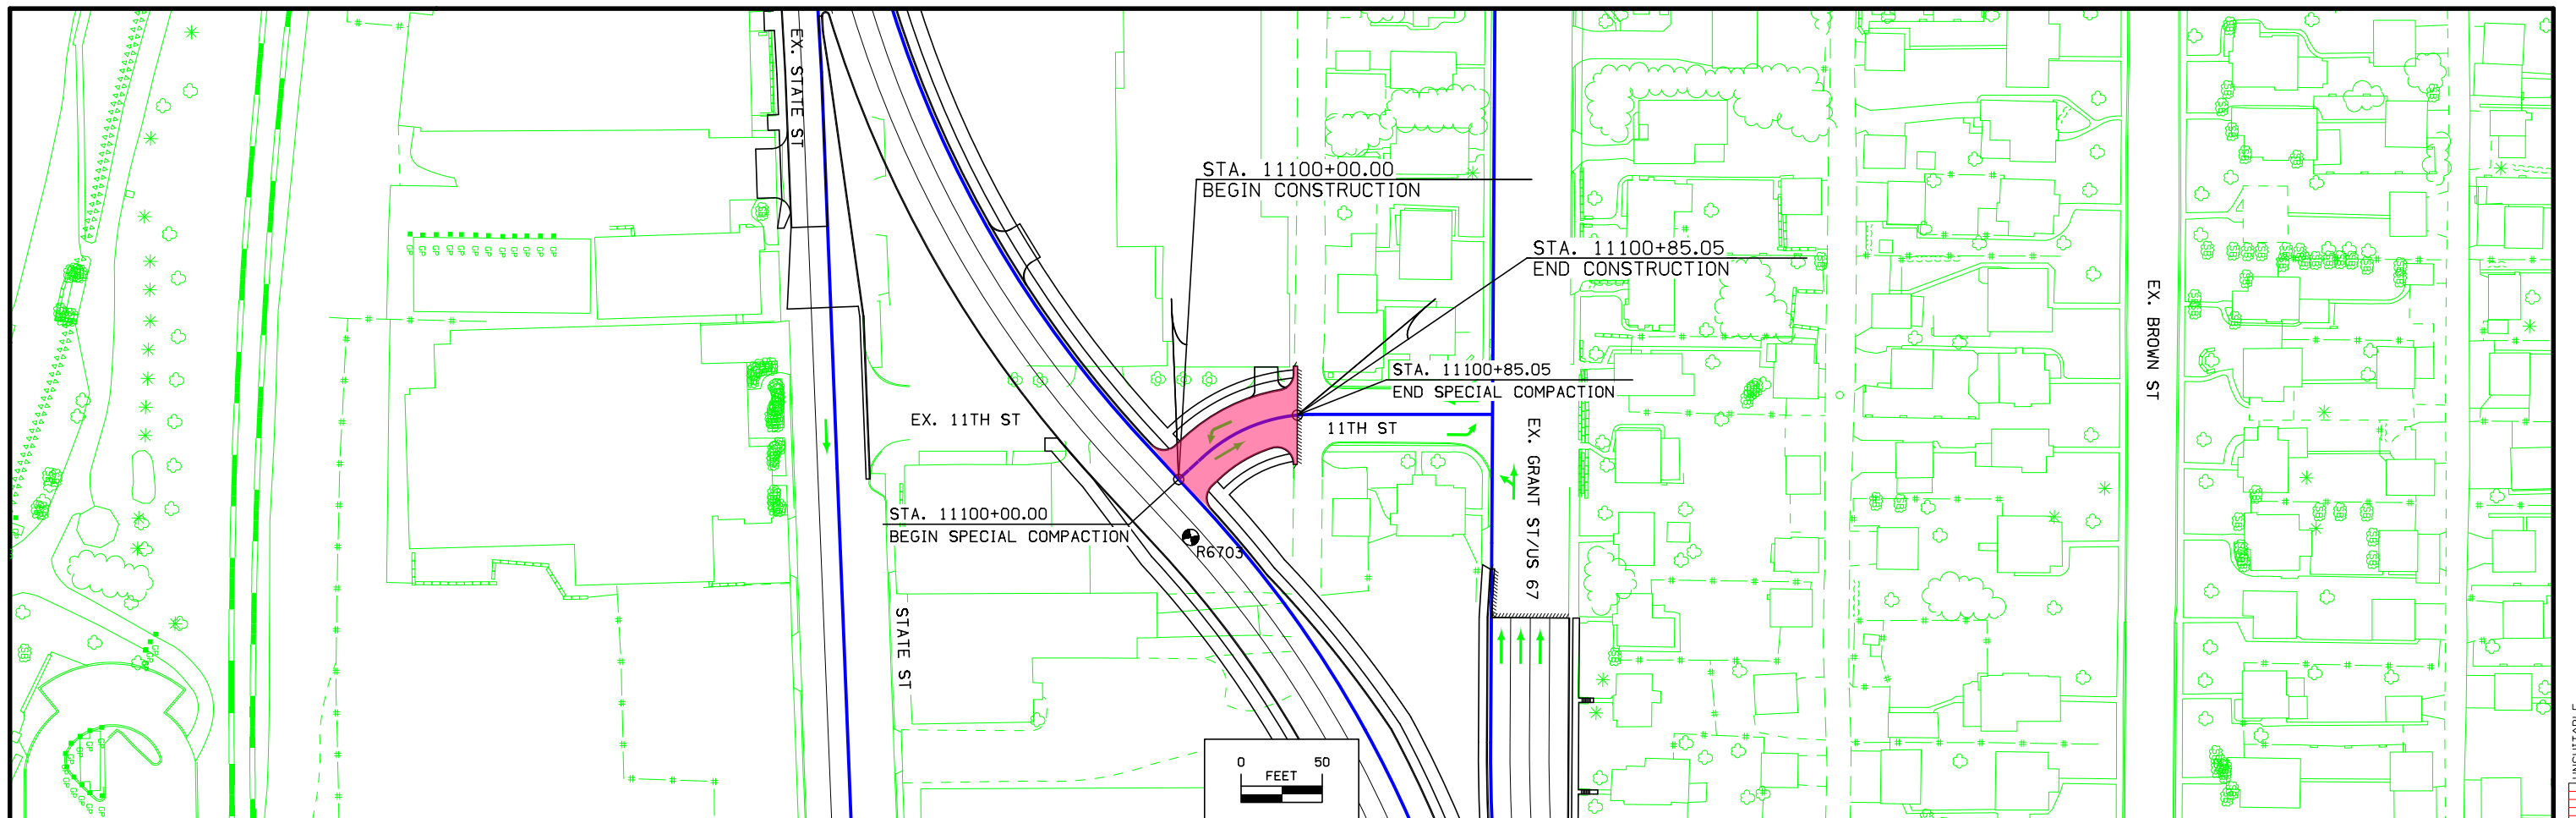 EX. STATE ST
STA. 11100+00.00
BEGIN CONSTRUCTION
STA. 11100+85.05
END CONSTRUCTION
STA. 11100+85.05
END SPECIAL COMPACTION
EX. 11TH ST
11TH ST
EX. GRANT ST/US 67
EX. BROWN ST
STA. 11100+00.00
BEGIN SPECIAL COMPACTION
R6703
STATE ST
0 50
FEET